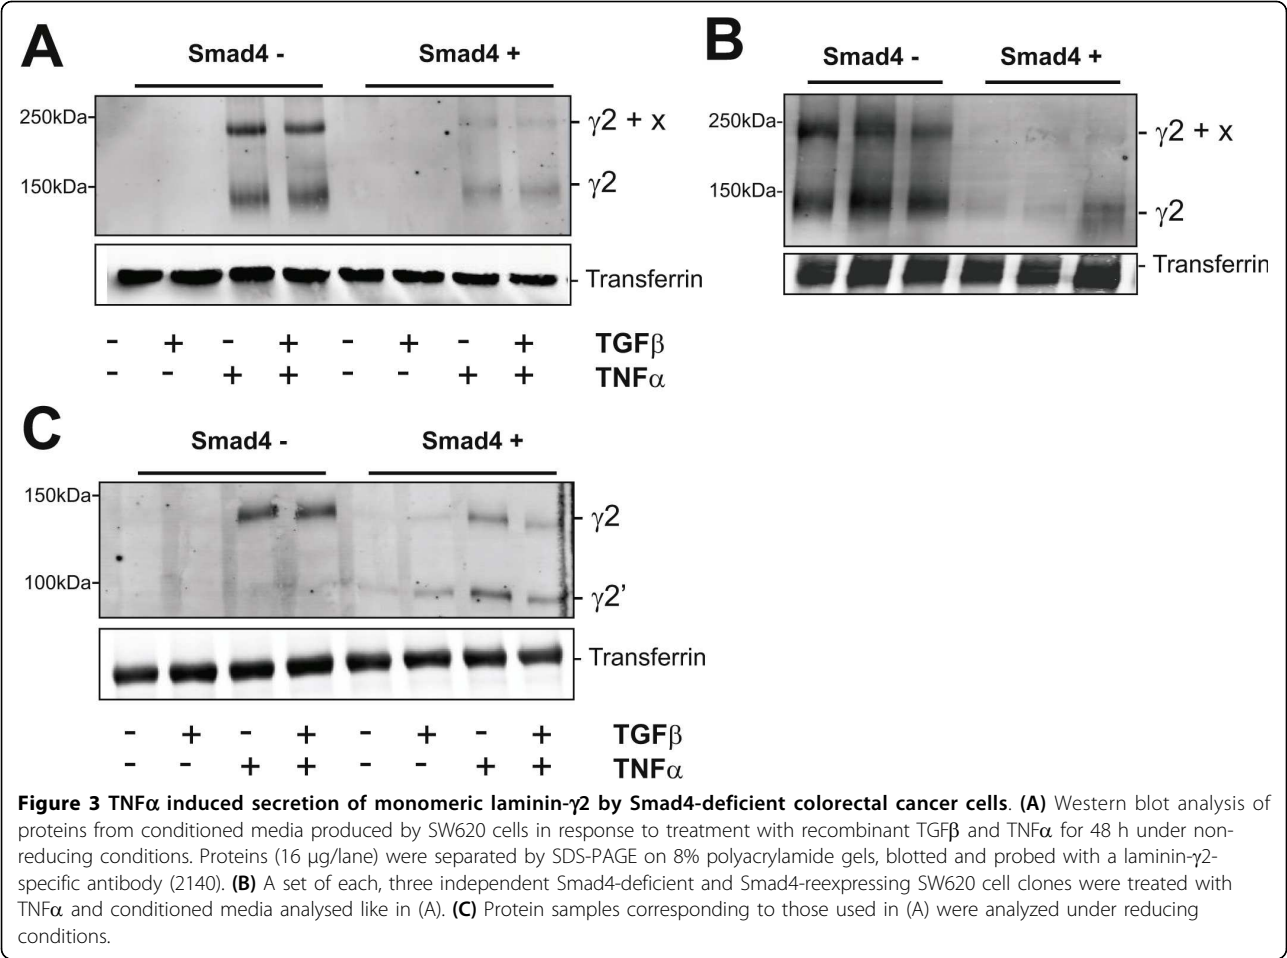 A
Smad4 -
Smad4 +
250kDa-
150kDa-
- γ2 + x
- γ2
- Transferrin
- + - + - + - + TGFβ
- - + + - - + + TNFα
B
Smad4 -
Smad4 +
250kDa-
150kDa-
- γ2 + x
- γ2
- Transferrin
C
Smad4 -
Smad4 +
150kDa-
100kDa-
- γ2
- γ2’
- Transferrin
- + - + - + - + TGFβ
- - + + - - + + TNFα
Figure 3 TNFα induced secretion of monomeric laminin-γ2 by Smad4-deficient colorectal cancer cells. (A) Western blot analysis of
proteins from conditioned media produced by SW620 cells in response to treatment with recombinant TGFβ and TNFα for 48 h under non-
reducing conditions. Proteins (16 μg/lane) were separated by SDS-PAGE on 8% polyacrylamide gels, blotted and probed with a laminin-γ2-
specific antibody (2140). (B) A set of each, three independent Smad4-deficient and Smad4-reexpressing SW620 cell clones were treated with
TNFα and conditioned media analysed like in (A). (C) Protein samples corresponding to those used in (A) were analyzed under reducing
conditions.